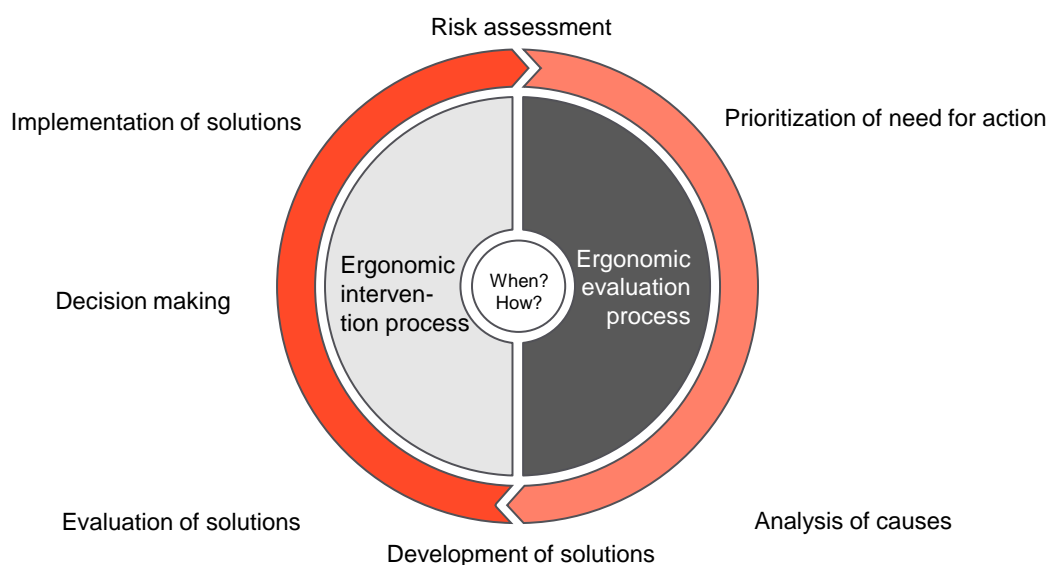 Risk assessment
Implementation of solutions
Prioritization of need for action
Ergonomic
interven-
tion process
When?
How?
Ergonomic
evaluation
process
Decision making
Evaluation of solutions
Analysis of causes
Development of solutions